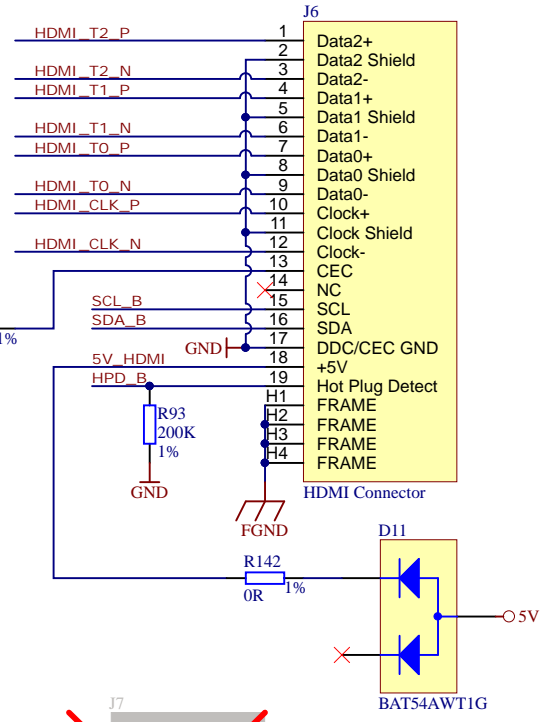 J6
HDMI_T2_P 1 Data2+
2 Data2 Shield
HDMI_T2_N 3 Data2-
HDMI_T1_P 4 Data1+
5 Data1 Shield
HDMI_T1_N 6 Data1-
HDMI_T0_P 7 Data0+
8 Data0 Shield
HDMI_T0_N 9 Data0-
HDMI_CLK_P 10 Clock+
11 Clock Shield
HDMI_CLK_N 12 Clock-
13 CEC
14 NC
SCL_B 15 SCL
SDA_B 16 SDA
1%
GND 17 DDC/CEC GND
5V_HDMI 18 +5V
HPD_B 19 Hot Plug Detect
H1 FRAME
R93 H2 FRAME
200K H3 FRAME
1% H4 FRAME
GND
HDMI Connector
FGND
D11
R142
0R 1%
5V
BAT54AWT1G
J7